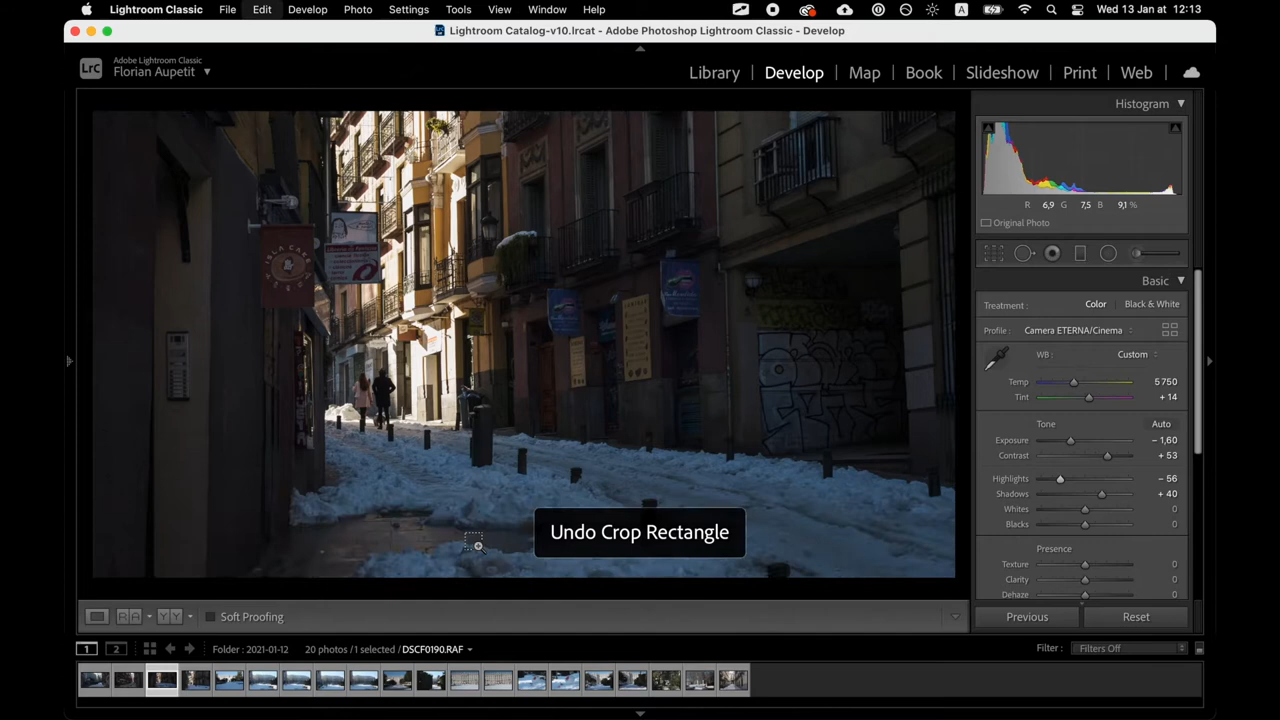 Lightroom Classic File Edit Develop Photo Settings Tools View Window Help A Wed 13 Jan at 12:13
Lightroom Catalog-v10.lrcat - Adobe Photoshop Lightroom Classic - Develop
LrC
Adobe Lightroom Classic
Florian Aupetit
Library | Develop | Map | Book | Slideshow | Print | Web
Histogram
R 6,9 G 7,5 B 9,1 %
Original Photo
Basic
Treatment : Color Black & White
Profile : Camera ETERNA/Cinema
WB : Custom
Temp 5 750
Tint + 14
Tone Auto
Exposure – 1,60
Contrast + 53
Highlights – 56
Shadows + 40
Whites 0
Blacks 0
Presence
Texture 0
Clarity 0
Dehaze 0
Undo Crop Rectangle
RA YY Soft Proofing
Previous Reset
1 2 Folder : 2021-01-12 20 photos / 1 selected / DSCF0190.RAF Filter : Filters Off